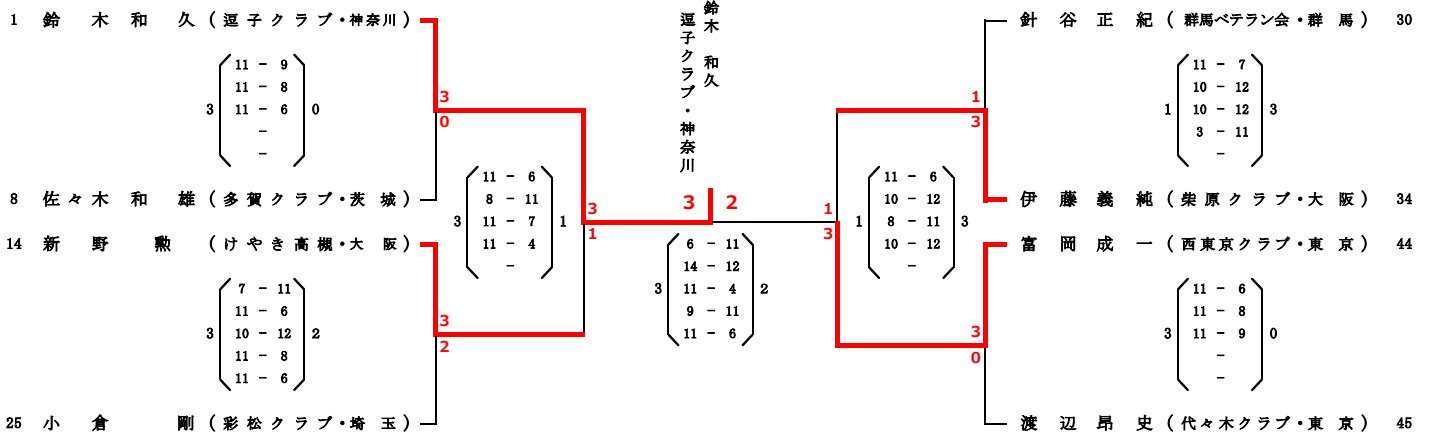 1 鈴木和久 (逗子クラブ・神奈川)
11 - 9
11 - 8
3 11 - 6 0
-
-
3
0
8 佐々木和雄 (多賀クラブ・茨城)
11 - 6
8 - 11
3 11 - 7 1
11 - 4
-
14 新野勲 (けやき高槻・大阪)
7 - 11
11 - 6
3 10 - 12 2
11 - 8
11 - 6
3
2
25 小倉剛 (彩松クラブ・埼玉)
3
1
鈴木 和久
逗子クラブ・神奈川
3 2
6 - 11
14 - 12
3 11 - 4 2
9 - 11
11 - 6
1
3
針谷正紀 (群馬ベテラン会・群馬) 30
11 - 7
10 - 12
1 10 - 12 3
3 - 11
-
1
3
伊藤義純 (柴原クラブ・大阪) 34
11 - 6
10 - 12
1 8 - 11 3
10 - 12
-
富岡成一 (西東京クラブ・東京) 44
11 - 6
11 - 8
3 11 - 9 0
-
-
3
0
渡辺昂史 (代々木クラブ・東京) 45